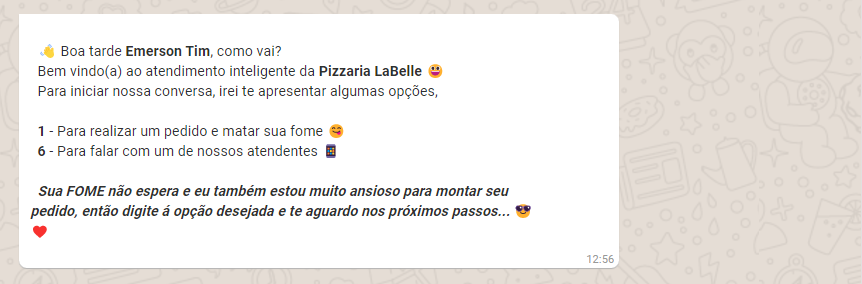 👋 Boa tarde Emerson Tim, como vai?
Bem vindo(a) ao atendimento inteligente da Pizzaria LaBelle 😃
Para iniciar nossa conversa, irei te apresentar algumas opções,
1 - Para realizar um pedido e matar sua fome 😋
6 - Para falar com um de nossos atendentes 📱
Sua FOME não espera e eu também estou muito ansioso para montar seu
pedido, então digite á opção desejada e te aguardo nos próximos passos... 😎
❤️
12:56